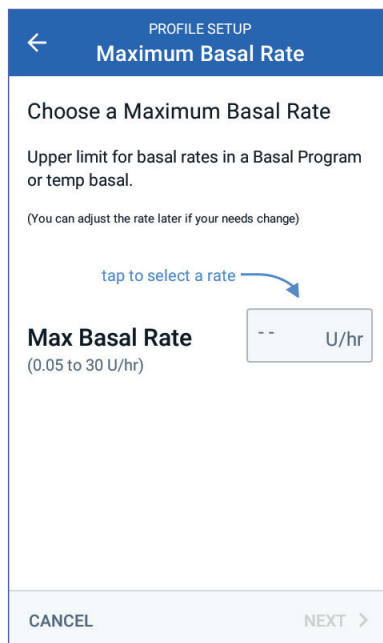 PROFILE SETUP
Maximum Basal Rate
Choose a Maximum Basal Rate
Upper limit for basal rates in a Basal Program
or temp basal.
(You can adjust the rate later if your needs change)
tap to select a rate
Max Basal Rate
-- U/hr
(0.05 to 30 U/hr)
CANCEL
NEXT >